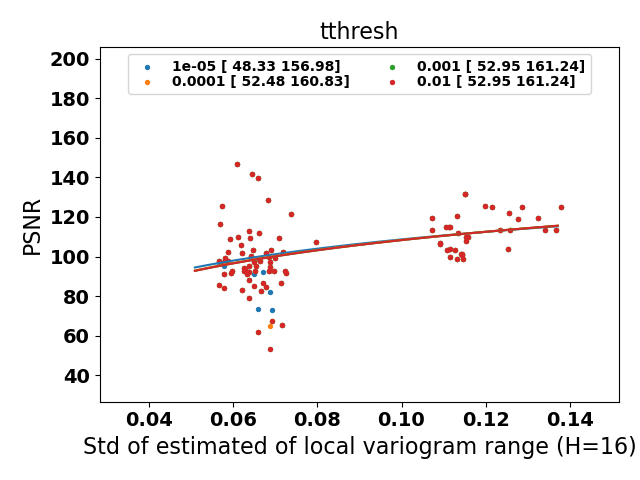 tthresh
1e-05 [ 48.33 156.98]
0.0001 [ 52.48 160.83]
0.001 [ 52.95 161.24]
0.01 [ 52.95 161.24]
PSNR
200
180
160
140
120
100
80
60
40
0.04 0.06 0.08 0.10 0.12 0.14
Std of estimated of local variogram range (H=16)